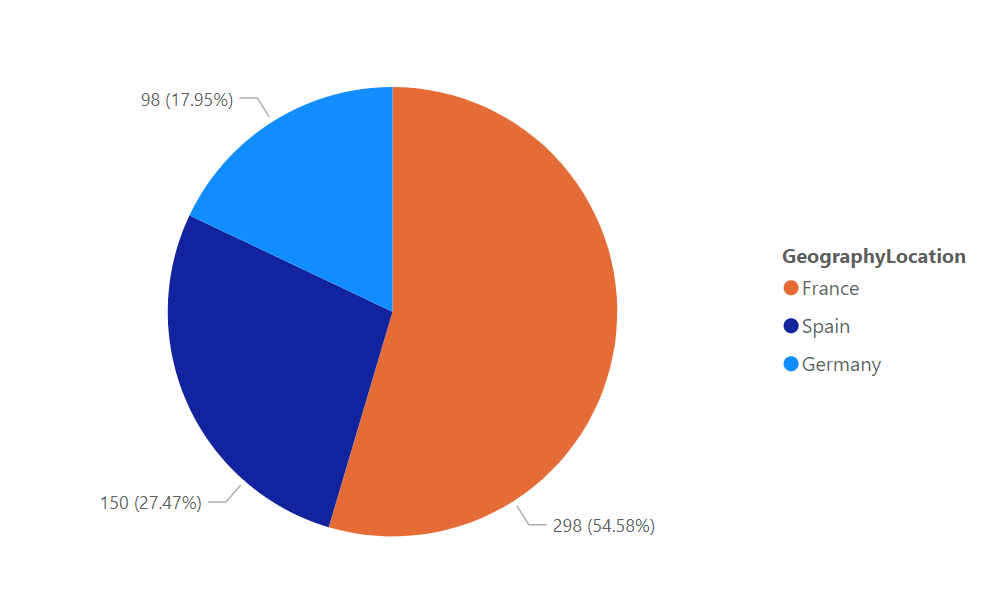 98 (17.95%)
150 (27.47%)
298 (54.58%)
GeographyLocation
France
Spain
Germany